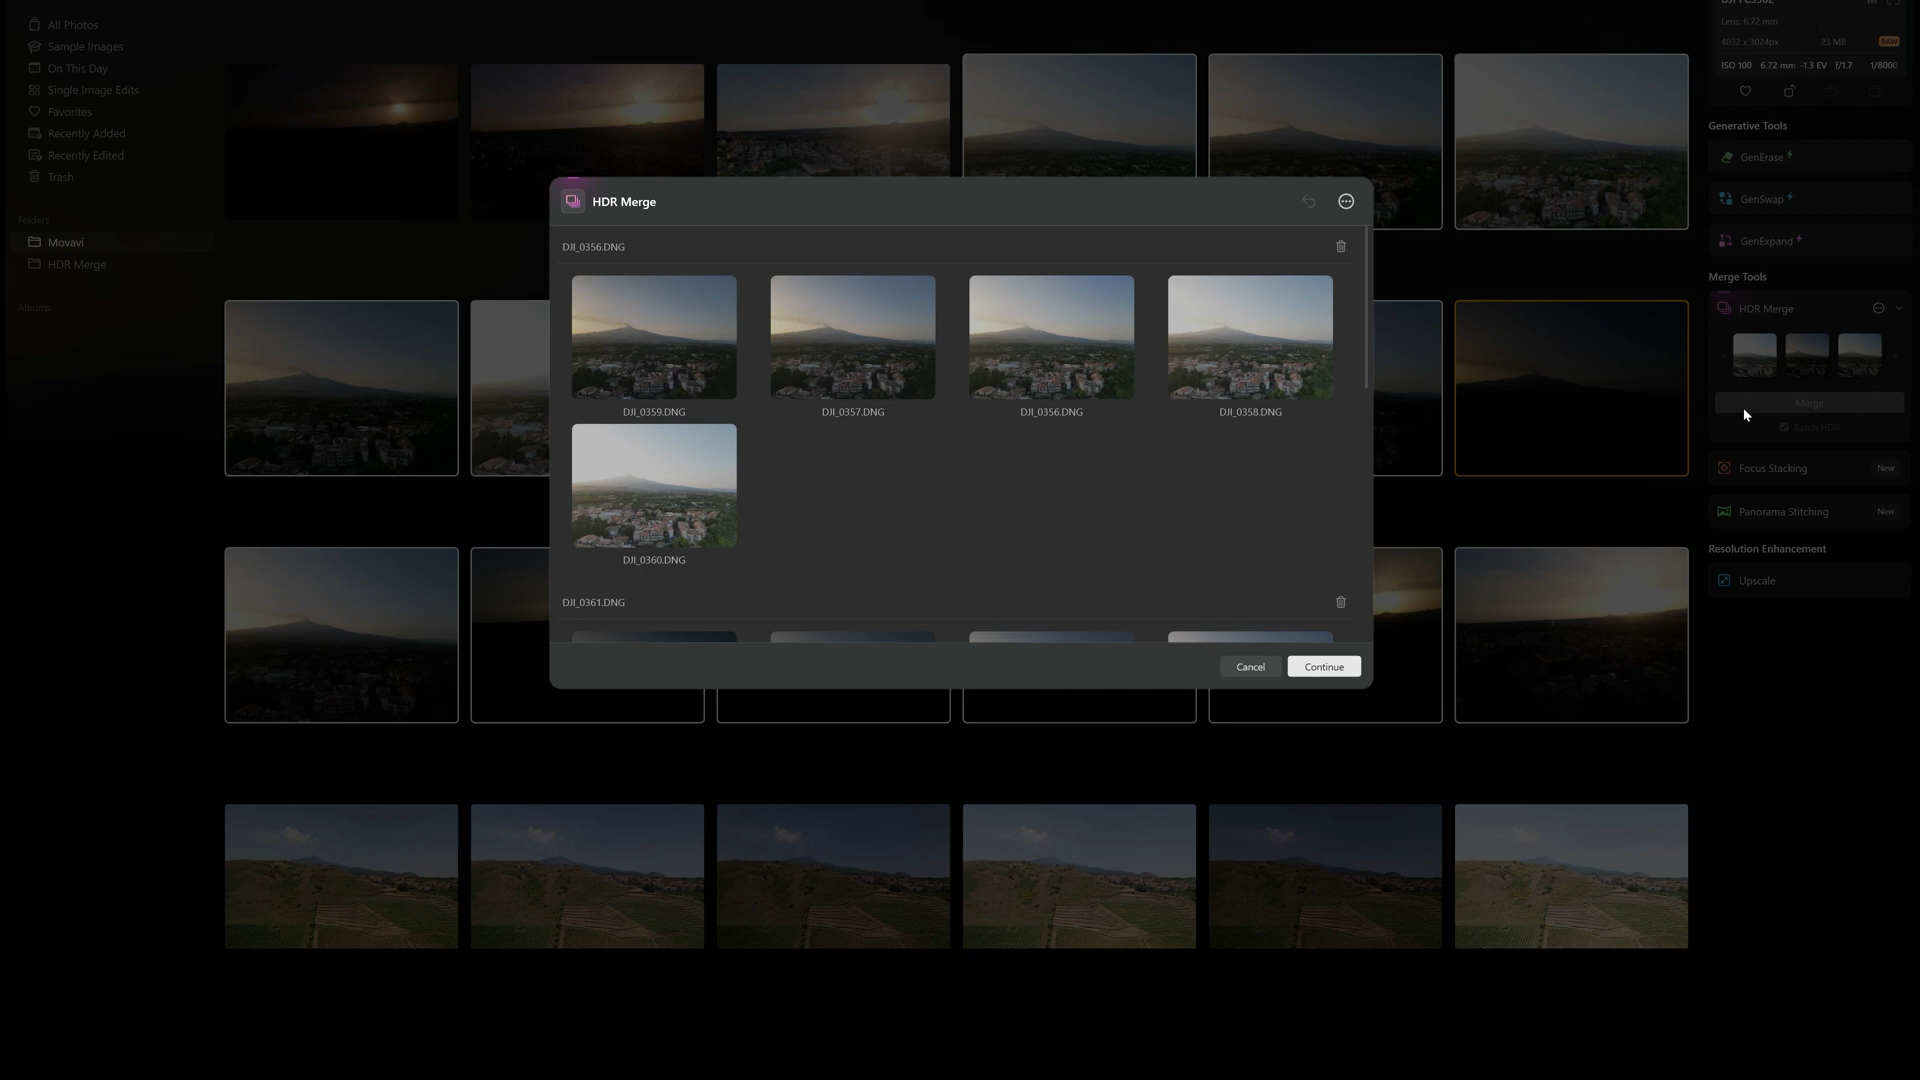 All Photos
Sample Images
On This Day
Single Image Edits
Favorites
Recently Added
Recently Edited
Trash
Folders
Movavi
HDR Merge
Albums
HDR Merge
DJI_0356.DNG
DJI_0359.DNG
DJI_0357.DNG
DJI_0356.DNG
DJI_0358.DNG
DJI_0360.DNG
DJI_0361.DNG
Cancel
Continue
Lens: 6.72 mm
4032 x 3024px 23 MB RAW
ISO 100 6.72 mm -1.3 EV f/1.7 1/8000
Generative Tools
GenErase
GenSwap
GenExpand
Merge Tools
HDR Merge
Merge
Batch HDR
Focus Stacking New
Panorama Stitching New
Resolution Enhancement
Upscale